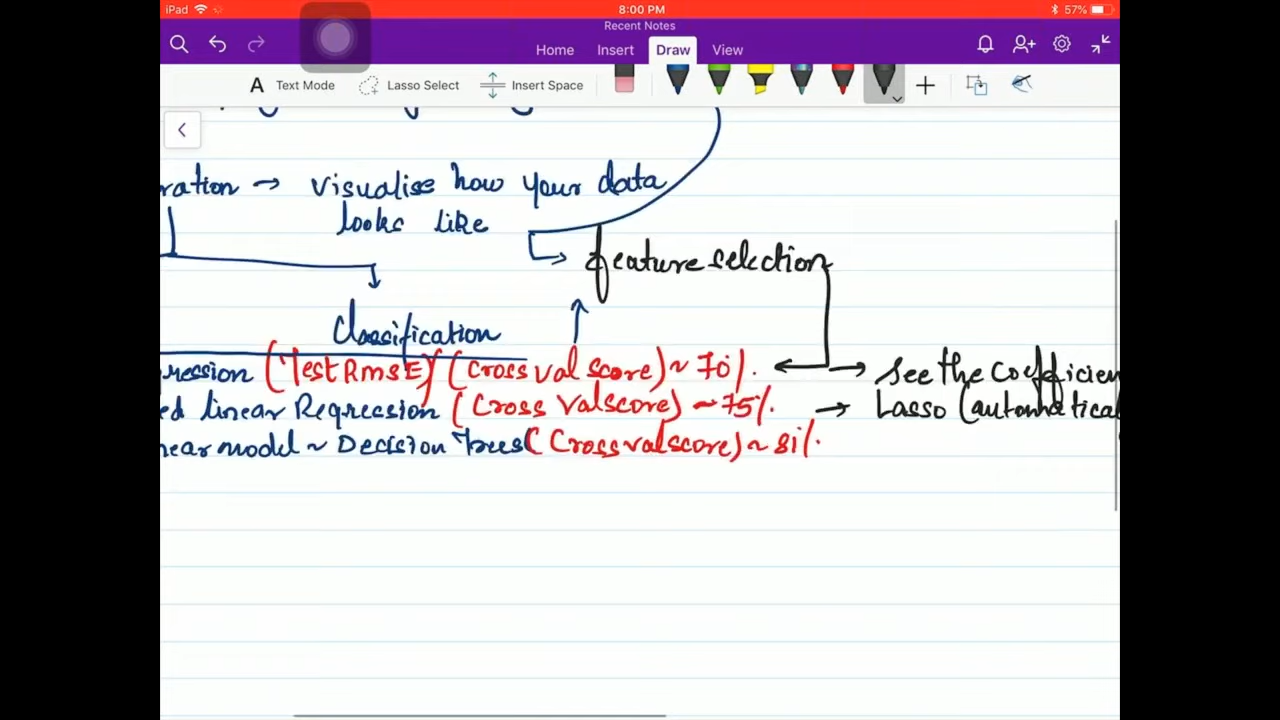 iPad 8:00 PM 57%
Recent Notes
Home Insert Draw View
A Text Mode Lasso Select Insert Space
ration → visualise how your data
looks like
feature selection
Classification
ression (Test RmsE) (Cross val score) ~ 70%. → see the coefficien
ed linear Regression (Cross Valscore) ~ 75%. → Lasso (automatical
near model ~ Decision Trees (Crossvalscore) ~ 81%.